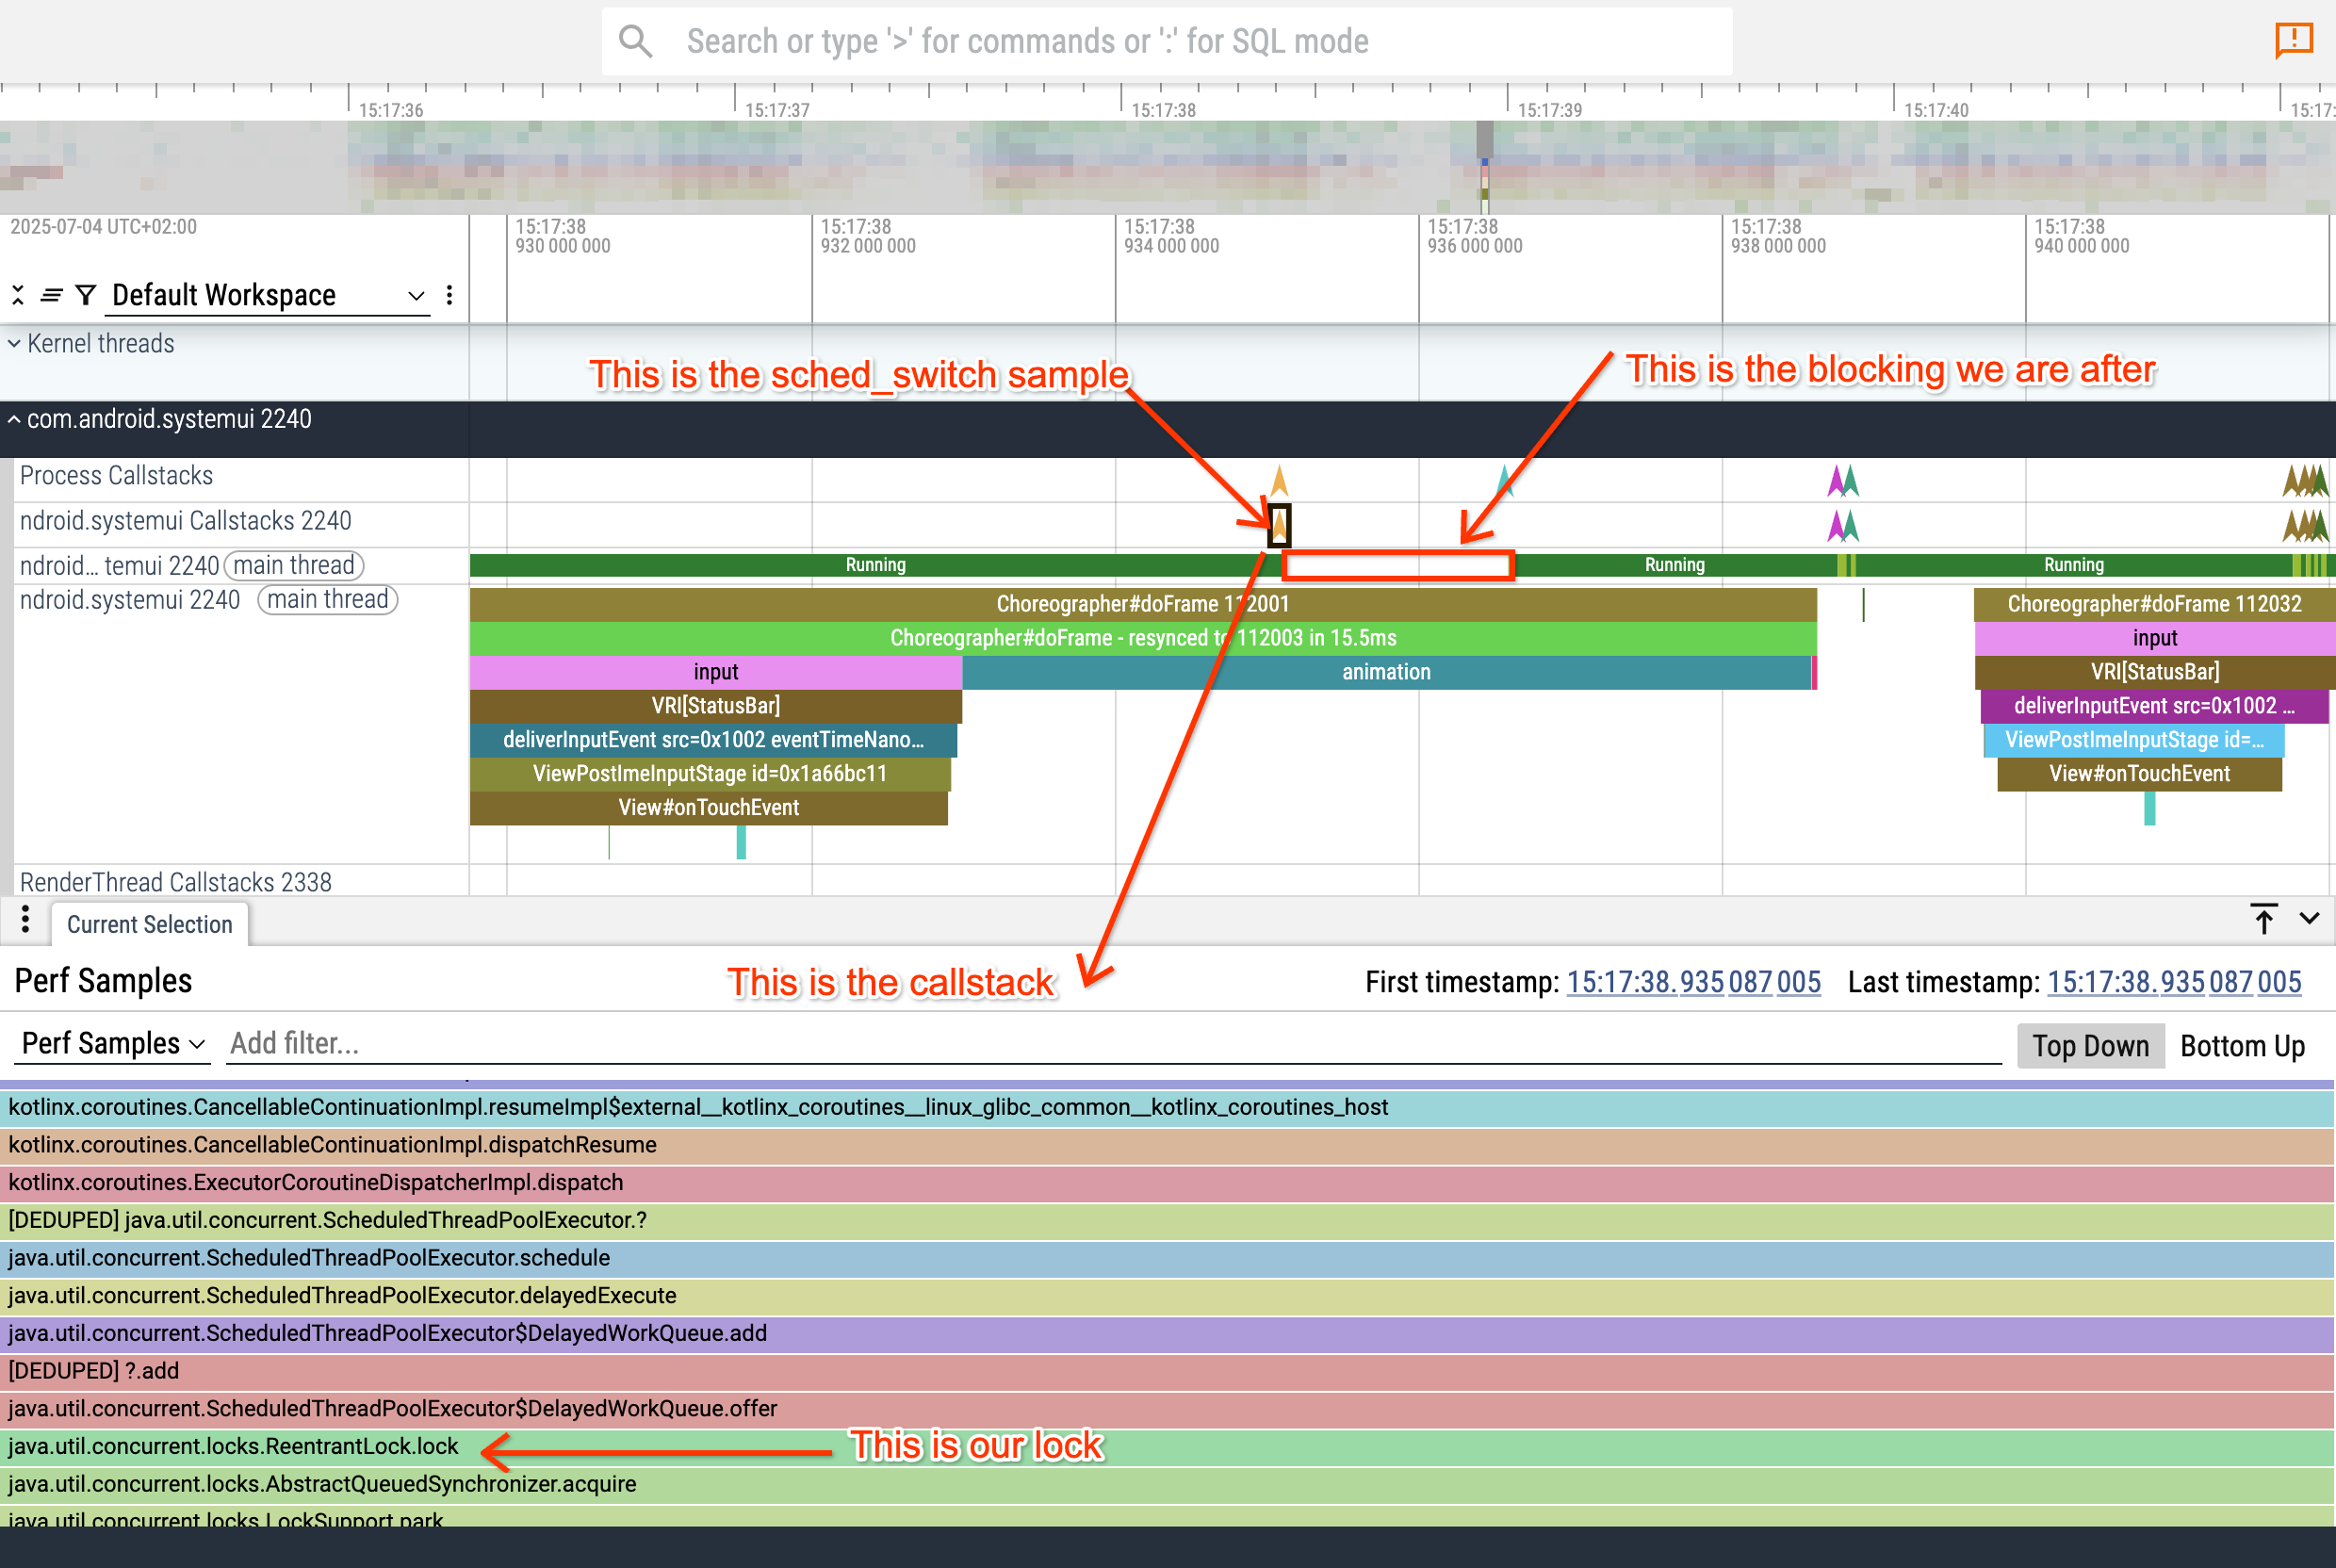 Search or type '>' for commands or ':' for SQL mode
15:17:36
15:17:37
15:17:38
15:17:39
15:17:40
15:17:
2025-07-04 UTC+02:00
15:17:38
930 000 000
15:17:38
932 000 000
15:17:38
934 000 000
15:17:38
936 000 000
15:17:38
938 000 000
15:17:38
940 000 000
Default Workspace
Kernel threads
This is the sched_switch sample
This is the blocking we are after
com.android.systemui 2240
Process Callstacks
ndroid.systemui Callstacks 2240
ndroid... temui 2240 main thread
Running
Running
Running
ndroid.systemui 2240 main thread
Choreographer#doFrame 112001
Choreographer#doFrame 112032
Choreographer#doFrame - resynced to 112003 in 15.5ms
input
input
animation
VRI[StatusBar]
VRI[StatusBar]
deliverInputEvent src=0x1002 eventTimeNano...
deliverInputEvent src=0x1002 ...
ViewPostImeInputStage id=0x1a66bc11
ViewPostImeInputStage id=...
View#onTouchEvent
View#onTouchEvent
RenderThread Callstacks 2338
Current Selection
Perf Samples
This is the callstack
First timestamp: 15:17:38.935 087 005
Last timestamp: 15:17:38.935 087 005
Perf Samples
Add filter...
Top Down
Bottom Up
kotlinx.coroutines.CancellableContinuationImpl.resumeImpl$external__kotlinx_coroutines__linux_glibc_common__kotlinx_coroutines_host
kotlinx.coroutines.CancellableContinuationImpl.dispatchResume
kotlinx.coroutines.ExecutorCoroutineDispatcherImpl.dispatch
[DEDUPED] java.util.concurrent.ScheduledThreadPoolExecutor.?
java.util.concurrent.ScheduledThreadPoolExecutor.schedule
java.util.concurrent.ScheduledThreadPoolExecutor.delayedExecute
java.util.concurrent.ScheduledThreadPoolExecutor$DelayedWorkQueue.add
[DEDUPED] ?.add
java.util.concurrent.ScheduledThreadPoolExecutor$DelayedWorkQueue.offer
java.util.concurrent.locks.ReentrantLock.lock
This is our lock
java.util.concurrent.locks.AbstractQueuedSynchronizer.acquire
java.util.concurrent.locks.LockSupport.park